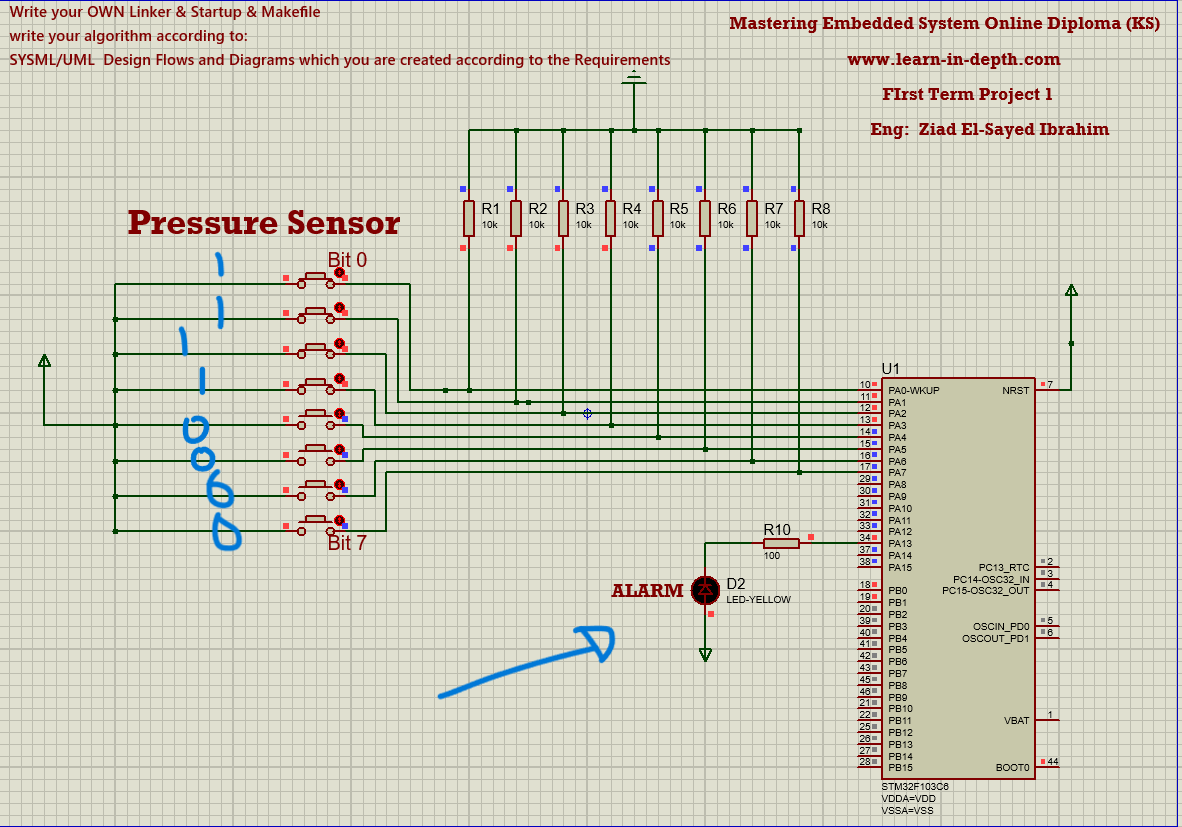 Write your OWN Linker & Startup & Makefile
write your algorithm according to:
SYSML/UML Design Flows and Diagrams which you are created according to the Requirements
Mastering Embedded System Online Diploma (KS)
www.learn-in-depth.com
FIrst Term Project 1
Eng: Ziad El-Sayed Ibrahim
R1 R2 R3 R4 R5 R6 R7 R8
10k 10k 10k 10k 10k 10k 10k 10k
Pressure Sensor
Bit 0
1
1
1
1
0
0
0
0
Bit 7
R10
100
ALARM
D2
LED-YELLOW
U1
10 PA0-WKUP NRST 7
11 PA1
12 PA2
13 PA3
14 PA4
15 PA5
16 PA6
17 PA7
29 PA8
30 PA9
31 PA10
32 PA11
33 PA12
34 PA13
37 PA14
38 PA15 PC13_RTC 2
PC14-OSC32_IN 3
18 PB0 PC15-OSC32_OUT 4
19 PB1
20 PB2
39 PB3 OSCIN_PD0 5
40 PB4 OSCOUT_PD1 6
41 PB5
42 PB6
43 PB7
45 PB8
46 PB9
21 PB10
22 PB11 VBAT 1
25 PB12
26 PB13
27 PB14
28 PB15 BOOT0 44
STM32F103C6
VDDA=VDD
VSSA=VSS